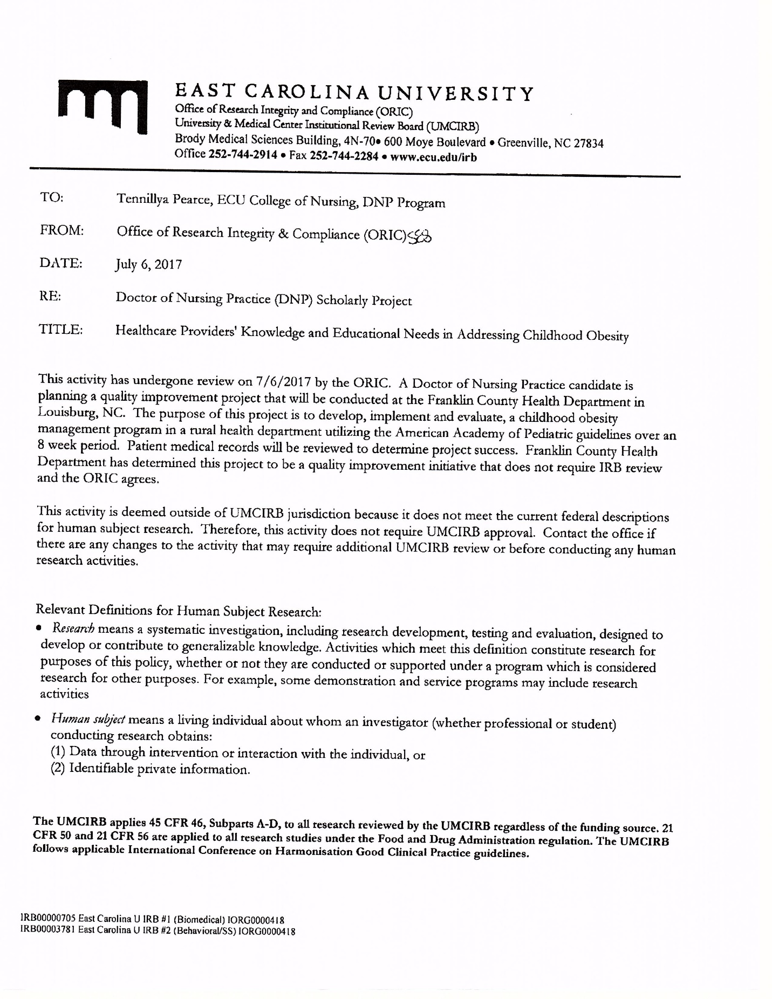 EAST CAROLINA UNIVERSITY
Office of Research Integrity and Compliance (ORIC)
University & Medical Center Institutional Review Board (UMCIRB)
Brody Medical Sciences Building, 4N-70• 600 Moye Boulevard • Greenville, NC 27834
Office 252-744-2914 • Fax 252-744-2284 • www.ecu.edu/irb
TO: Tennillya Pearce, ECU College of Nursing, DNP Program
FROM: Office of Research Integrity & Compliance (ORIC)
DATE: July 6, 2017
RE: Doctor of Nursing Practice (DNP) Scholarly Project
TITLE: Healthcare Providers' Knowledge and Educational Needs in Addressing Childhood Obesity
This activity has undergone review on 7/6/2017 by the ORIC. A Doctor of Nursing Practice candidate is
planning a quality improvement project that will be conducted at the Franklin County Health Department in
Louisburg, NC. The purpose of this project is to develop, implement and evaluate, a childhood obesity
management program in a rural health department utilizing the American Academy of Pediatric guidelines over an
8 week period. Patient medical records will be reviewed to determine project success. Franklin County Health
Department has determined this project to be a quality improvement initiative that does not require IRB review
and the ORIC agrees.
This activity is deemed outside of UMCIRB jurisdiction because it does not meet the current federal descriptions
for human subject research. Therefore, this activity does not require UMCIRB approval. Contact the office if
there are any changes to the activity that may require additional UMCIRB review or before conducting any human
research activities.
Relevant Definitions for Human Subject Research:
• Research means a systematic investigation, including research development, testing and evaluation, designed to
develop or contribute to generalizable knowledge. Activities which meet this definition constitute research for
purposes of this policy, whether or not they are conducted or supported under a program which is considered
research for other purposes. For example, some demonstration and service programs may include research
activities
• Human subject means a living individual about whom an investigator (whether professional or student)
conducting research obtains:
(1) Data through intervention or interaction with the individual, or
(2) Identifiable private information.
The UMCIRB applies 45 CFR 46, Subparts A-D, to all research reviewed by the UMCIRB regardless of the funding source. 21
CFR 50 and 21 CFR 56 are applied to all research studies under the Food and Drug Administration regulation. The UMCIRB
follows applicable International Conference on Harmonisation Good Clinical Practice guidelines.
IRB00000705 East Carolina U IRB #1 (Biomedical) IORG0000418
IRB00003781 East Carolina U IRB #2 (Behavioral/SS) IORG0000418